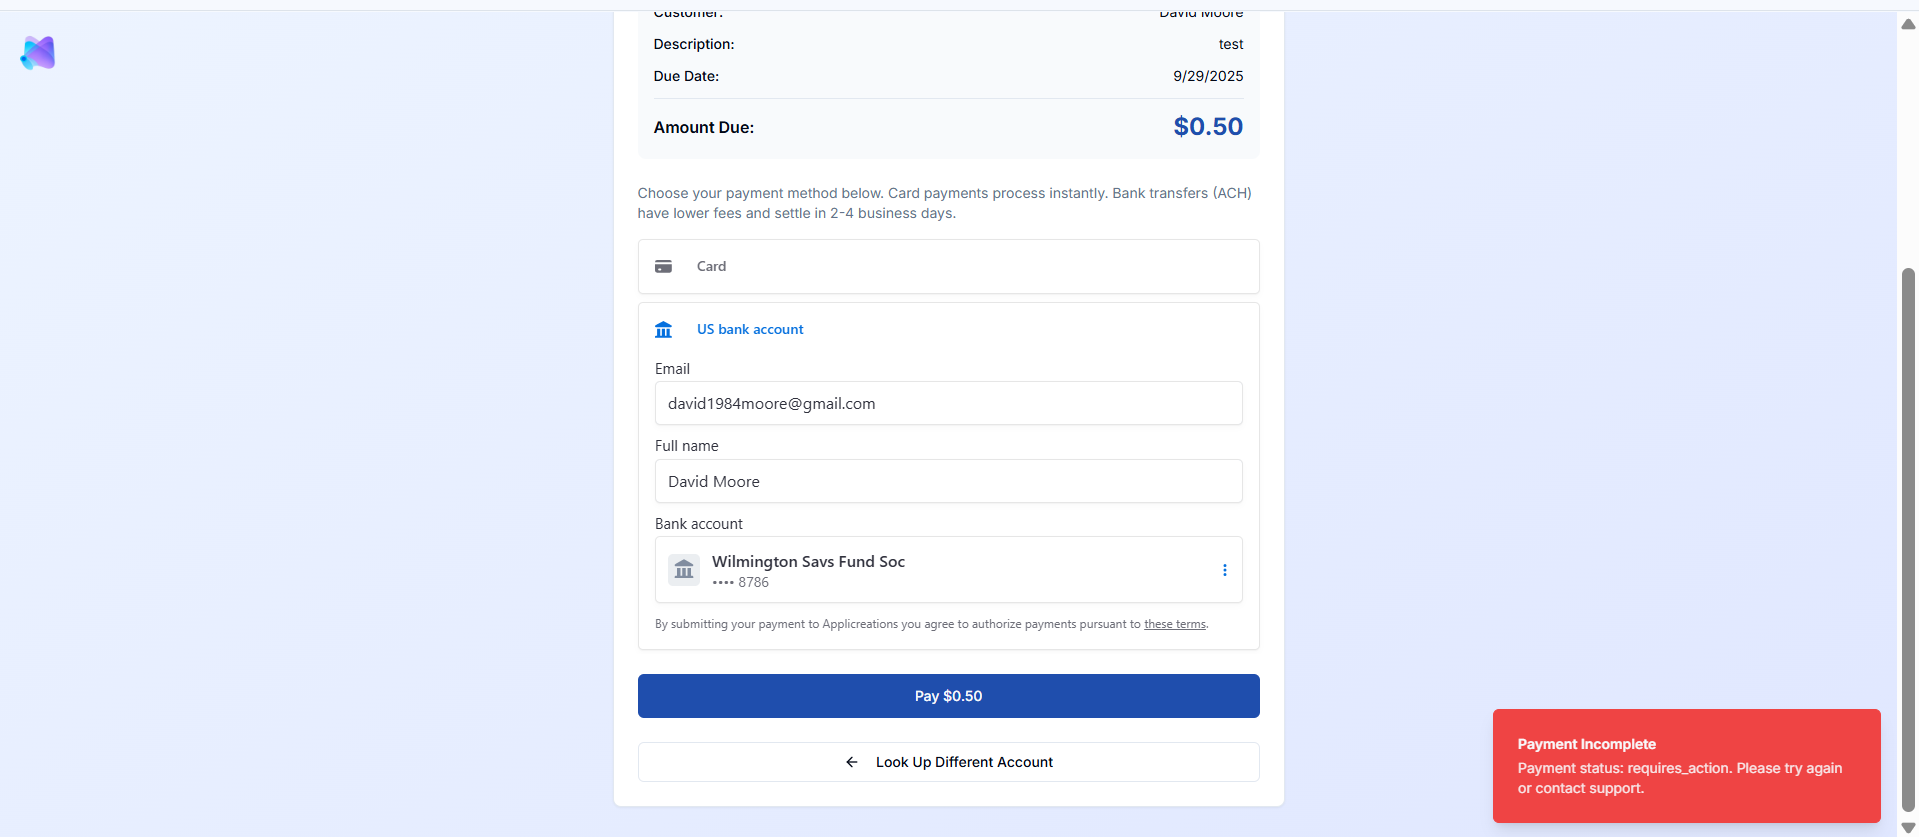 Customer: David Moore
Description: test
Due Date: 9/29/2025
Amount Due: $0.50
Choose your payment method below. Card payments process instantly. Bank transfers (ACH)
have lower fees and settle in 2-4 business days.
Card
US bank account
Email
david1984moore@gmail.com
Full name
David Moore
Bank account
Wilmington Savs Fund Soc
•••• 8786
By submitting your payment to Applicreations you agree to authorize payments pursuant to these terms.
Pay $0.50
← Look Up Different Account
Payment Incomplete
Payment status: requires_action. Please try again
or contact support.